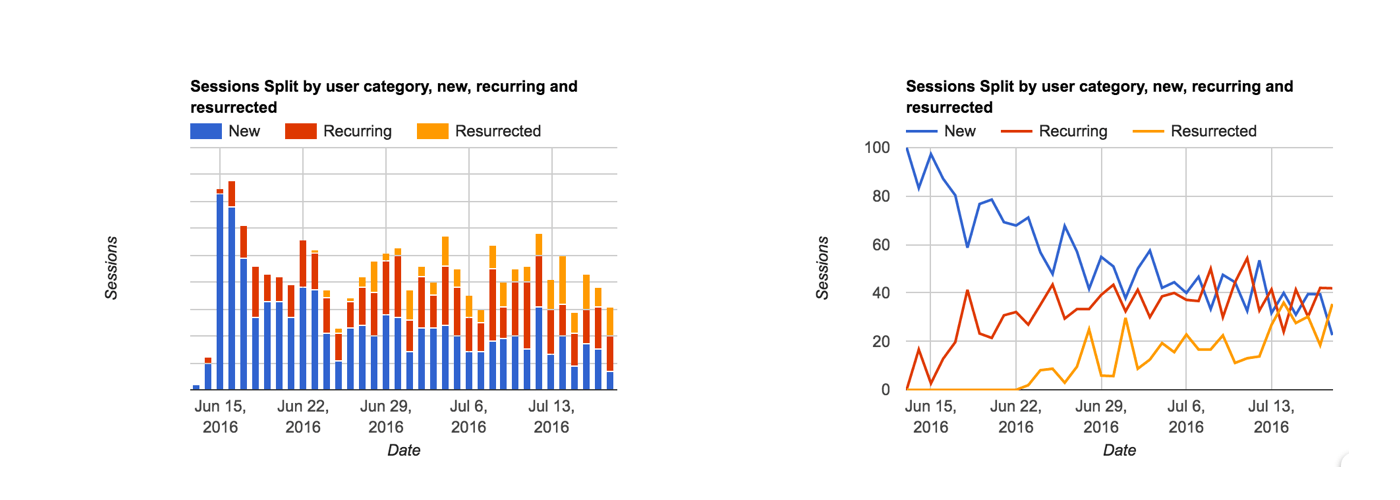 Sessions Split by user category, new, recurring and
resurrected
New Recurring Resurrected
Sessions
Jun 15, Jun 22, Jun 29, Jul 6, Jul 13,
2016 2016 2016 2016 2016
Date
Sessions Split by user category, new, recurring and
resurrected
New Recurring Resurrected
100
80
60
40
20
0
Sessions
Jun 15, Jun 22, Jun 29, Jul 6, Jul 13,
2016 2016 2016 2016 2016
Date